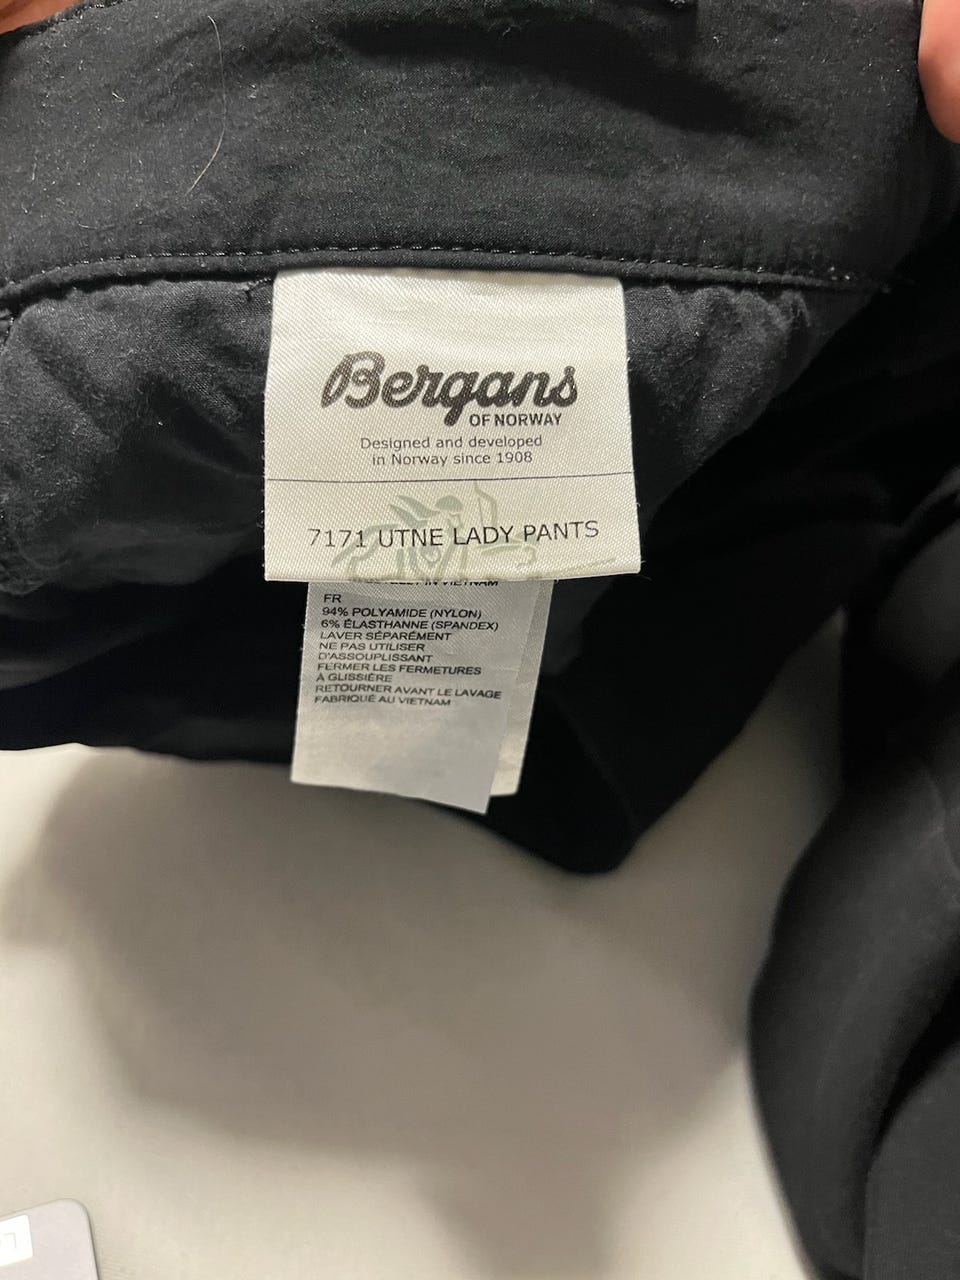 Bergans
OF NORWAY
Designed and developed
in Norway since 1908
7171 UTNE LADY PANTS
IN VIETNAM
FR
94% POLYAMIDE (NYLON)
6% ÉLASTHANNE (SPANDEX)
LAVER SÉPARÉMENT
NE PAS UTILISER
D'ASSOUPLISSANT
FERMER LES FERMETURES
À GLISSIÈRE
RETOURNER AVANT LE LAVAGE
FABRIQUÉ AU VIETNAM